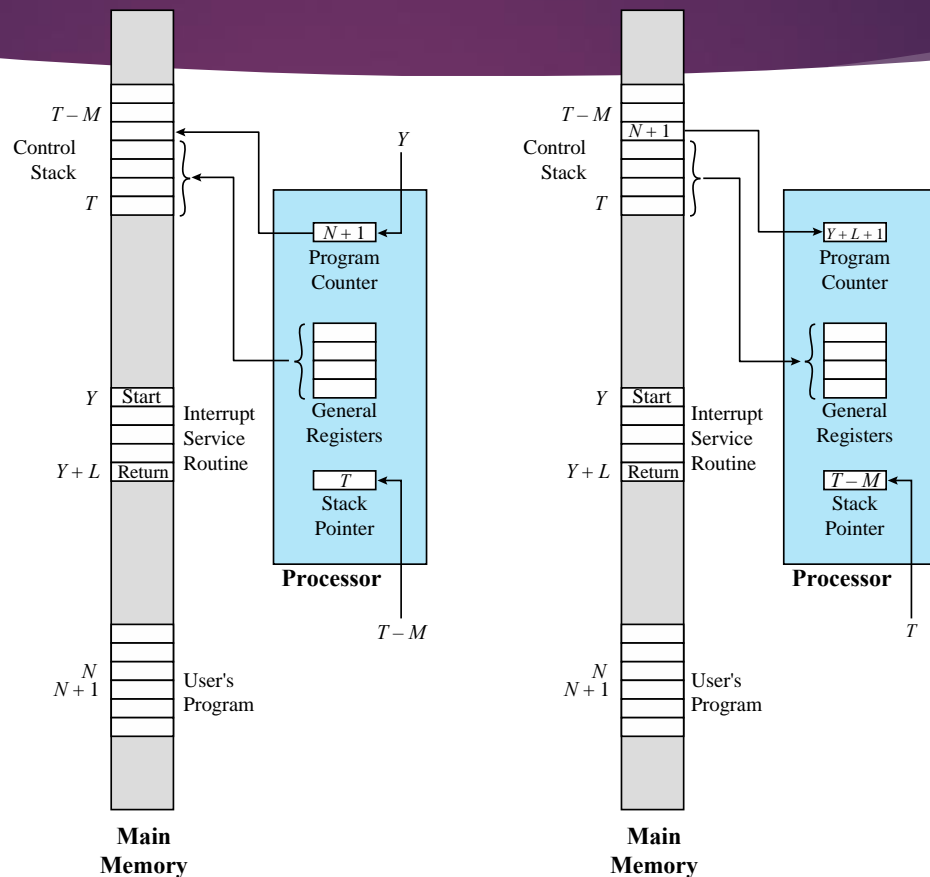 T – M
Control
Stack
T
Y
N + 1
Program
Counter
Y
Start
Interrupt
Service
Routine
General
Registers
Y + L
Return
T
Stack
Pointer
Processor
T – M
N
N + 1
User's
Program
Main
Memory
T – M
N + 1
Control
Stack
T
Y + L + 1
Program
Counter
Y
Start
Interrupt
Service
Routine
General
Registers
Y + L
Return
T – M
Stack
Pointer
Processor
T
N
N + 1
User's
Program
Main
Memory